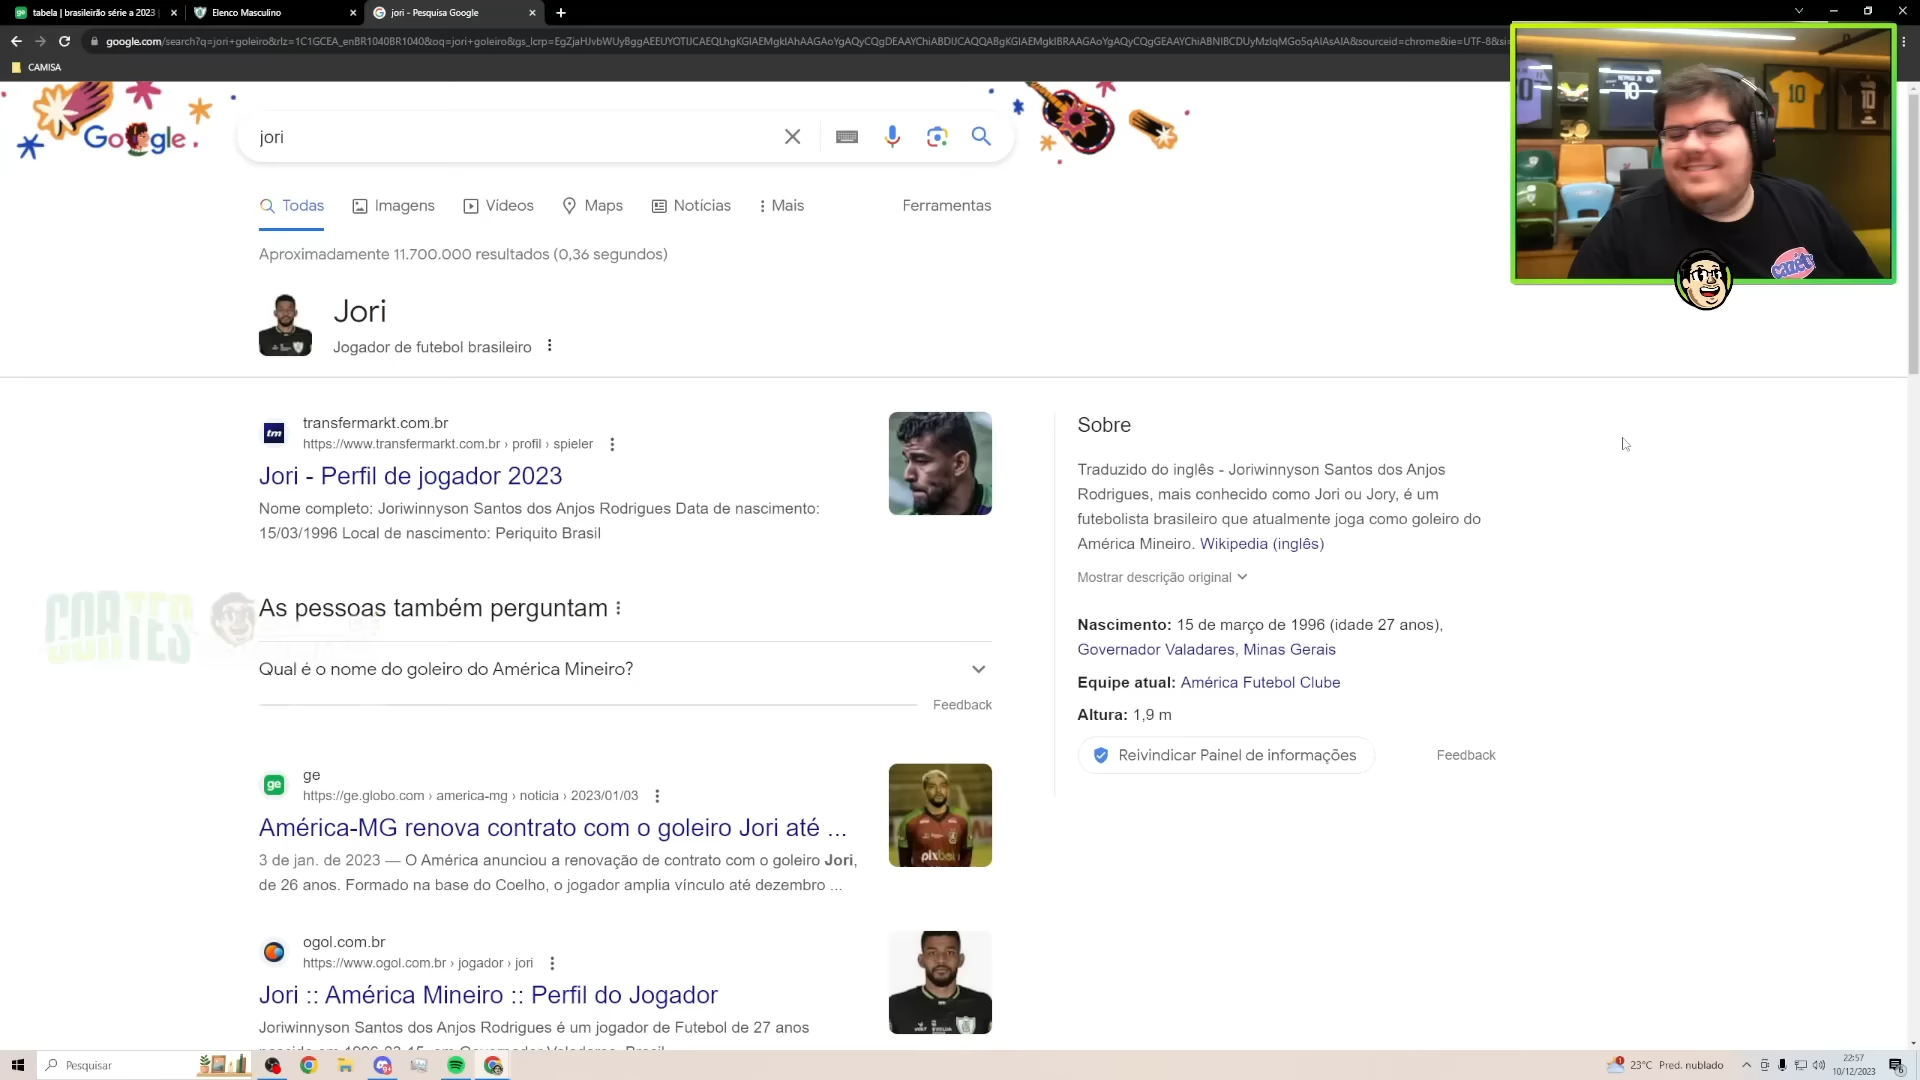 tabela | brasileirão série a 2023 |
Elenco Masculino
jori - Pesquisa Google
CAMISA
Google
jori
Todas
Imagens
Vídeos
Maps
Notícias
Mais
Ferramentas
Aproximadamente 11.700.000 resultados (0,36 segundos)
Jori
Jogador de futebol brasileiro
transfermarkt.com.br
https://www.transfermarkt.com.br › profil › spieler
Jori - Perfil de jogador 2023
Nome completo: Joriwinnyson Santos dos Anjos Rodrigues Data de nascimento:
15/03/1996 Local de nascimento: Periquito Brasil
CORTES
As pessoas também perguntam
Qual é o nome do goleiro do América Mineiro?
Feedback
ge
ge
https://ge.globo.com › america-mg › noticia › 2023/01/03
América-MG renova contrato com o goleiro Jori até ...
3 de jan. de 2023 — O América anunciou a renovação de contrato com o goleiro Jori,
de 26 anos. Formado na base do Coelho, o jogador amplia vínculo até dezembro ...
pixbet
ogol.com.br
https://www.ogol.com.br › jogador › jori
Jori :: América Mineiro :: Perfil do Jogador
Joriwinnyson Santos dos Anjos Rodrigues é um jogador de Futebol de 27 anos
Sobre
Traduzido do inglês - Joriwinnyson Santos dos Anjos
Rodrigues, mais conhecido como Jori ou Jory, é um
futebolista brasileiro que atualmente joga como goleiro do
América Mineiro. Wikipedia (inglês)
Mostrar descrição original
Nascimento: 15 de março de 1996 (idade 27 anos),
Governador Valadares, Minas Gerais
Equipe atual: América Futebol Clube
Altura: 1,9 m
Reivindicar Painel de informações
Feedback
10
10
10
cazé
Pesquisar
23°C Pred. nublado
22:57
10/12/2023